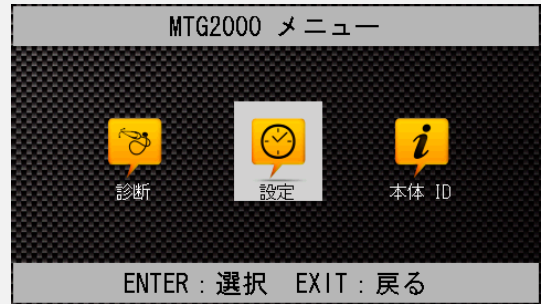 MTG2000 メニュー
診断
設定
本体 ID
ENTER：選択 EXIT：戻る